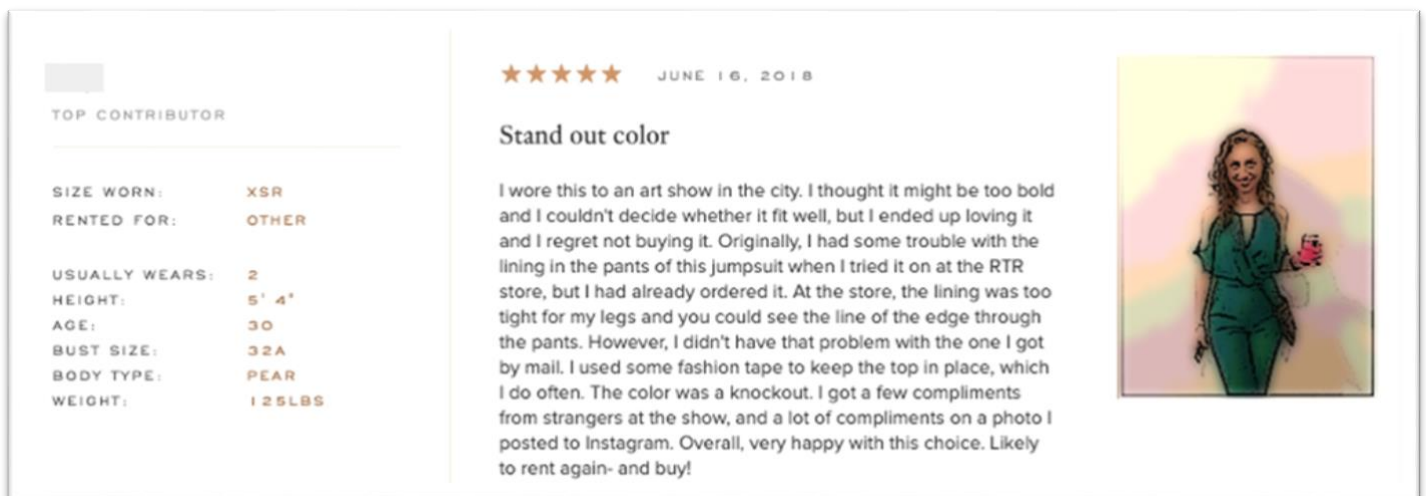 TOP CONTRIBUTOR
SIZE WORN: XSR
RENTED FOR: OTHER
USUALLY WEARS: 2
HEIGHT: 5' 4"
AGE: 30
BUST SIZE: 32A
BODY TYPE: PEAR
WEIGHT: 125LBS
JUNE 16, 2018
Stand out color
I wore this to an art show in the city. I thought it might be too bold
and I couldn't decide whether it fit well, but I ended up loving it
and I regret not buying it. Originally, I had some trouble with the
lining in the pants of this jumpsuit when I tried it on at the RTR
store, but I had already ordered it. At the store, the lining was too
tight for my legs and you could see the line of the edge through
the pants. However, I didn't have that problem with the one I got
by mail. I used some fashion tape to keep the top in place, which
I do often. The color was a knockout. I got a few compliments
from strangers at the show, and a lot of compliments on a photo I
posted to Instagram. Overall, very happy with this choice. Likely
to rent again- and buy!